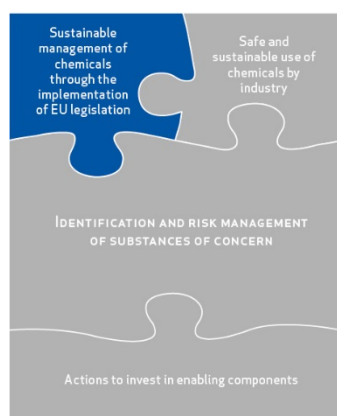 Sustainable
management of
chemicals
through the
implementation
of EU legislation
Safe and
sustainable use of
chemicals by
industry
IDENTIFICATION AND RISK MANAGEMENT
OF SUBSTANCES OF CONCERN
Actions to invest in enabling components